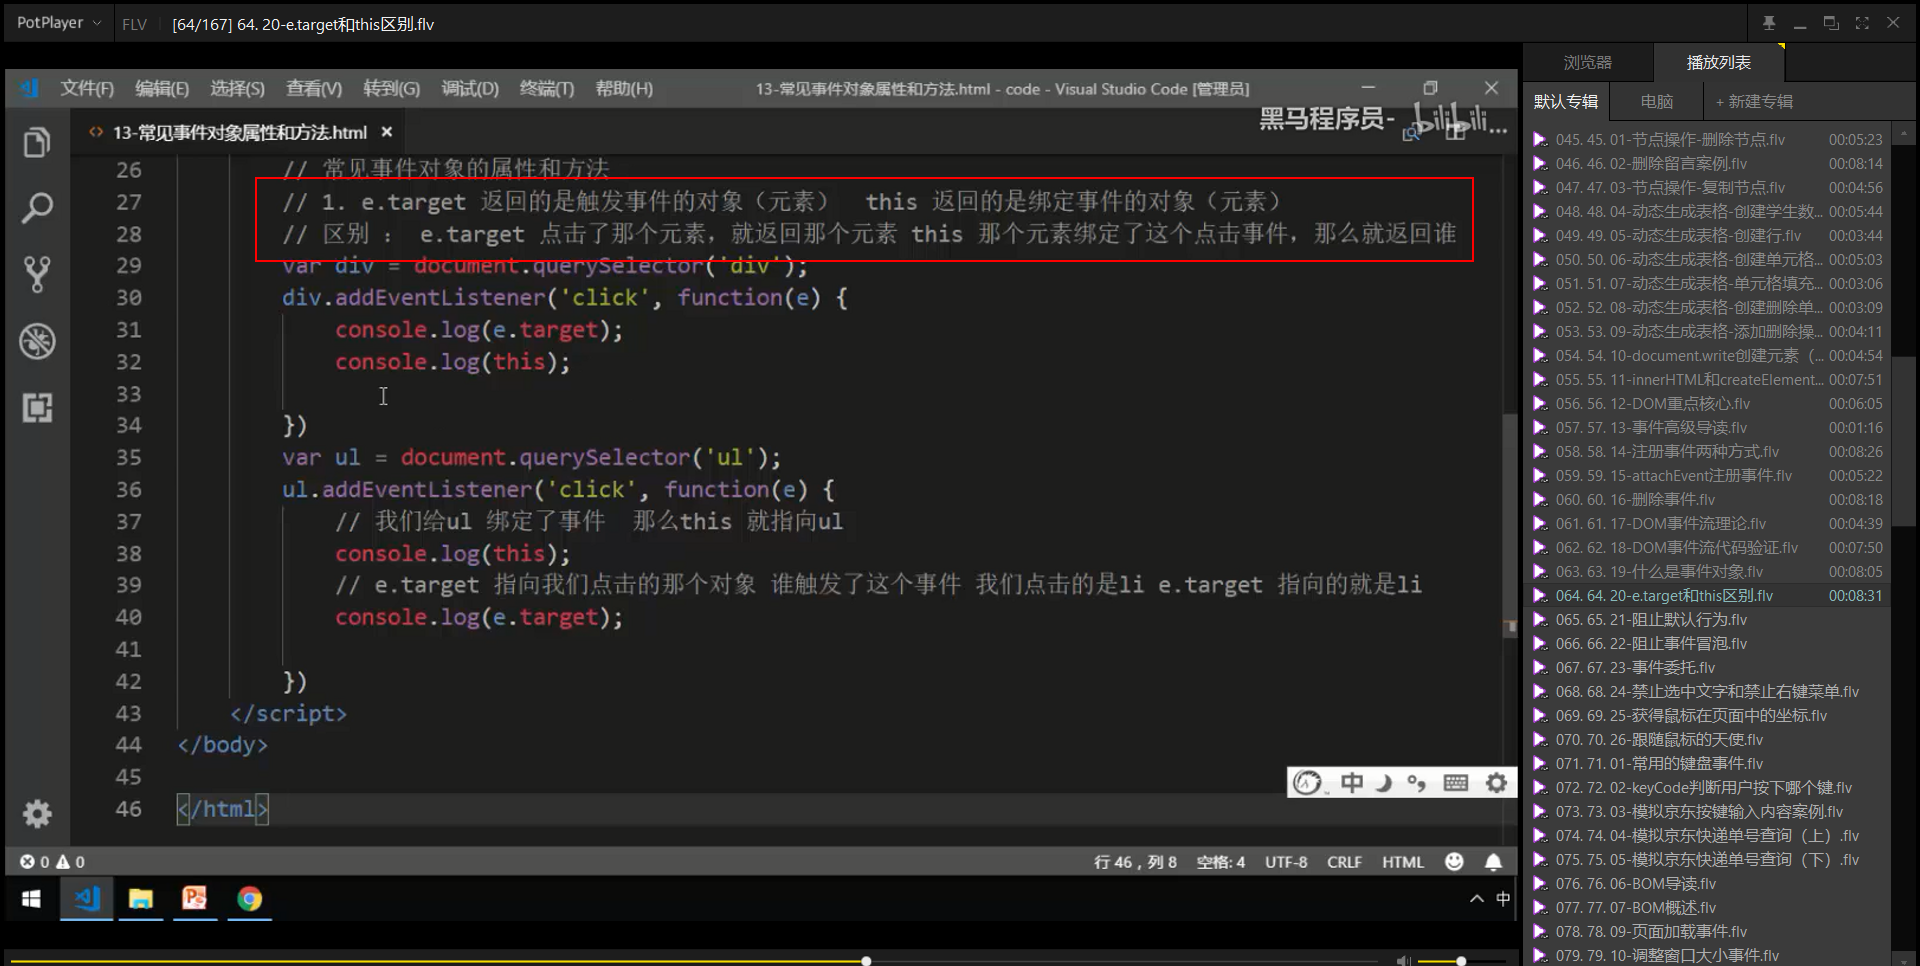 PotPlayer
FLV
[64/167] 64. 20-e.target和this区别.flv
浏览器
播放列表
默认专辑
电脑
+ 新建专辑
文件(F) 编辑(E) 选择(S) 查看(V) 转到(G) 调试(D) 终端(T) 帮助(H)
13-常见事件对象属性和方法.html - code - Visual Studio Code [管理员]
黑马程序员-
bilibili
13-常见事件对象属性和方法.html
26 // 常见事件对象的属性和方法
27 // 1. e.target 返回的是触发事件的对象（元素） this 返回的是绑定事件的对象（元素）
28 // 区别 ： e.target 点击了那个元素，就返回那个元素 this 那个元素绑定了这个点击事件，那么就返回谁
29 var div = document.querySelector('div');
30 div.addEventListener('click', function(e) {
31 console.log(e.target);
32 console.log(this);
33
34 })
35 var ul = document.querySelector('ul');
36 ul.addEventListener('click', function(e) {
37 // 我们给ul 绑定了事件 那么this 就指向ul
38 console.log(this);
39 // e.target 指向我们点击的那个对象 谁触发了这个事件 我们点击的是li e.target 指向的就是li
40 console.log(e.target);
41
42 })
43 </script>
44 </body>
45
46 </html>
中
0 0
行 46，列 8 空格: 4 UTF-8 CRLF HTML
中
045. 45. 01-节点操作-删除节点.flv 00:05:23
046. 46. 02-删除留言案例.flv 00:08:14
047. 47. 03-节点操作-复制节点.flv 00:04:56
048. 48. 04-动态生成表格-创建学生数... 00:05:44
049. 49. 05-动态生成表格-创建行.flv 00:03:44
050. 50. 06-动态生成表格-创建单元格... 00:05:03
051. 51. 07-动态生成表格-单元格填充... 00:03:06
052. 52. 08-动态生成表格-创建删除单... 00:03:09
053. 53. 09-动态生成表格-添加删除操... 00:04:11
054. 54. 10-document.write创建元素（... 00:04:54
055. 55. 11-innerHTML和createElement... 00:07:51
056. 56. 12-DOM重点核心.flv 00:06:05
057. 57. 13-事件高级导读.flv 00:01:16
058. 58. 14-注册事件两种方式.flv 00:08:26
059. 59. 15-attachEvent注册事件.flv 00:05:22
060. 60. 16-删除事件.flv 00:08:18
061. 61. 17-DOM事件流理论.flv 00:04:39
062. 62. 18-DOM事件流代码验证.flv 00:07:50
063. 63. 19-什么是事件对象.flv 00:08:05
064. 64. 20-e.target和this区别.flv 00:08:31
065. 65. 21-阻止默认行为.flv
066. 66. 22-阻止事件冒泡.flv
067. 67. 23-事件委托.flv
068. 68. 24-禁止选中文字和禁止右键菜单.flv
069. 69. 25-获得鼠标在页面中的坐标.flv
070. 70. 26-跟随鼠标的天使.flv
071. 71. 01-常用的键盘事件.flv
072. 72. 02-keyCode判断用户按下哪个键.flv
073. 73. 03-模拟京东按键输入内容案例.flv
074. 74. 04-模拟京东快递单号查询（上）.flv
075. 75. 05-模拟京东快递单号查询（下）.flv
076. 76. 06-BOM导读.flv
077. 77. 07-BOM概述.flv
078. 78. 09-页面加载事件.flv
079. 79. 10-调整窗口大小事件.flv